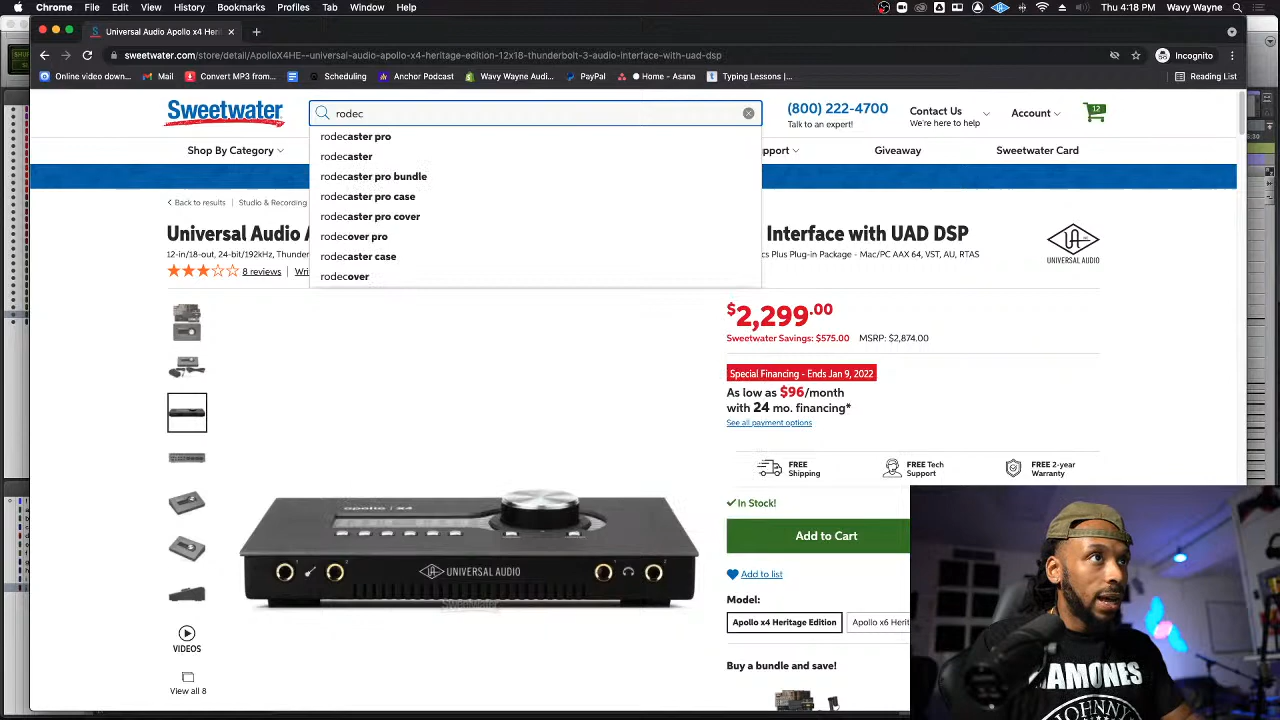 Chrome File Edit View History Bookmarks Profiles Tab Window Help
Thu 4:18 PM Wavy Wayne
Universal Audio Apollo x4 Heri
sweetwater.com/store/detail/ApolloX4HE--universal-audio-apollo-x4-heritage-edition-12x18-thunderbolt-3-audio-interface-with-uad-dsp
Incognito
Online video down... Mail Convert MP3 from... Scheduling Anchor Podcast Wavy Wayne Audi... PayPal Home - Asana Typing Lessons |... Reading List
Sweetwater
rodec
(800) 222-4700
Talk to an expert!
Contact Us
We're here to help
Account
12
rodecaster pro
rodecaster
rodecaster pro bundle
rodecaster pro case
rodecaster pro cover
rodecover pro
rodecaster case
rodecover
Shop By Category
pport
Giveaway
Sweetwater Card
Back to results Studio & Recording
Universal Audio A
Interface with UAD DSP
12-in/18-out, 24-bit/192kHz, Thunder
cs Plus Plug-in Package - Mac/PC AAX 64, VST, AU, RTAS
8 reviews Wri
UNIVERSAL AUDIO
$2,299.00
Sweetwater Savings: $575.00 MSRP: $2,874.00
Special Financing - Ends Jan 9, 2022
As low as $96/month
with 24 mo. financing*
See all payment options
FREE Shipping
FREE Tech Support
FREE 2-year Warranty
In Stock!
Add to Cart
Add to list
Model:
Apollo x4 Heritage Edition
Apollo x6 Herit
Buy a bundle and save!
apollo x4
UNIVERSAL AUDIO
Sweetwater
VIDEOS
View all 8
RAMONES
JOHNNY